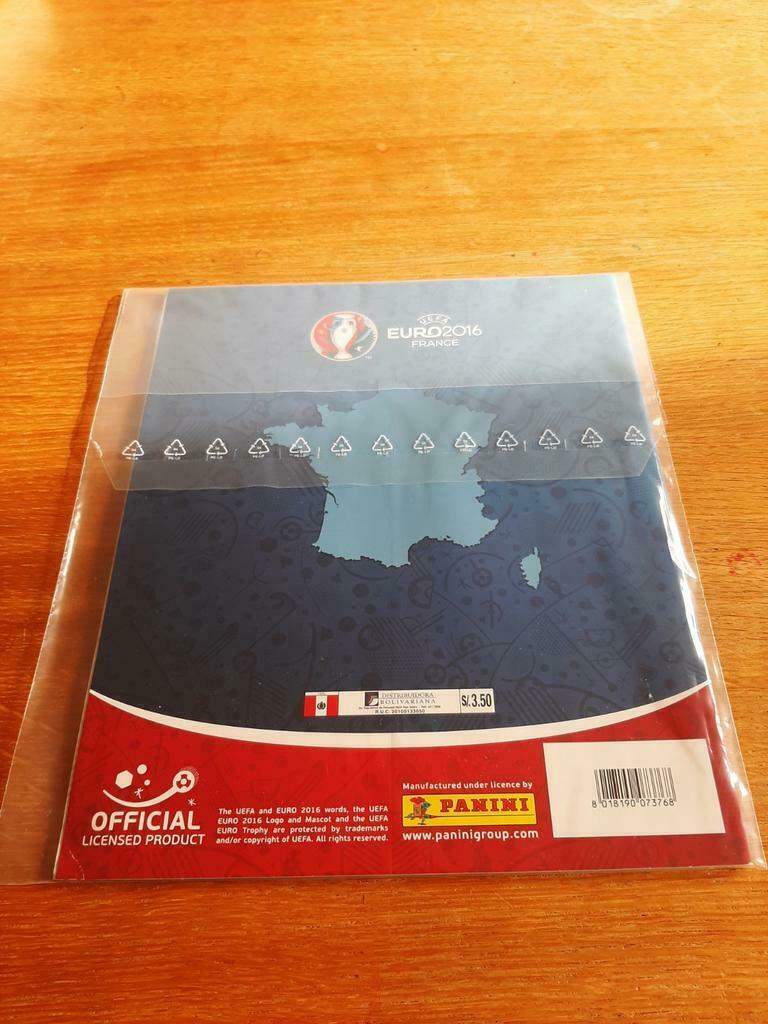 UEFA
EURO2016
FRANCE
DISTRIBUIDORA
BOLIVARIANA
R.U.C. 20100133650
S/.3.50
OFFICIAL
LICENSED PRODUCT
The UEFA and EURO 2016 words, the UEFA
EURO 2016 Logo and Mascot and the UEFA
EURO Trophy are protected by trademarks
and/or copyright of UEFA. All rights reserved.
Manufactured under licence by
PANINI
www.paninigroup.com
8 018190 073768